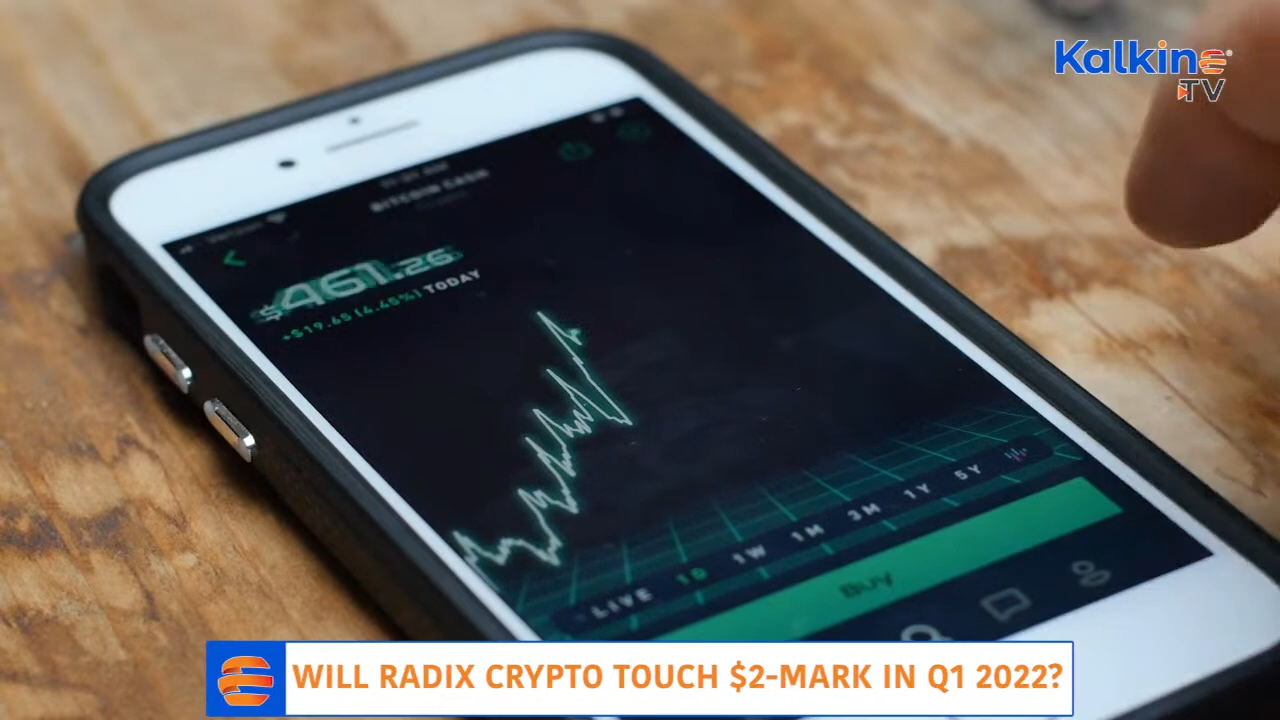 Kalkine
TV
BITCOIN CASH
$461.26
+$19.65 (4.45%) TODAY
LIVE 1D 1W 1M 3M 1Y 5Y
BUY
WILL RADIX CRYPTO TOUCH $2-MARK IN Q1 2022?